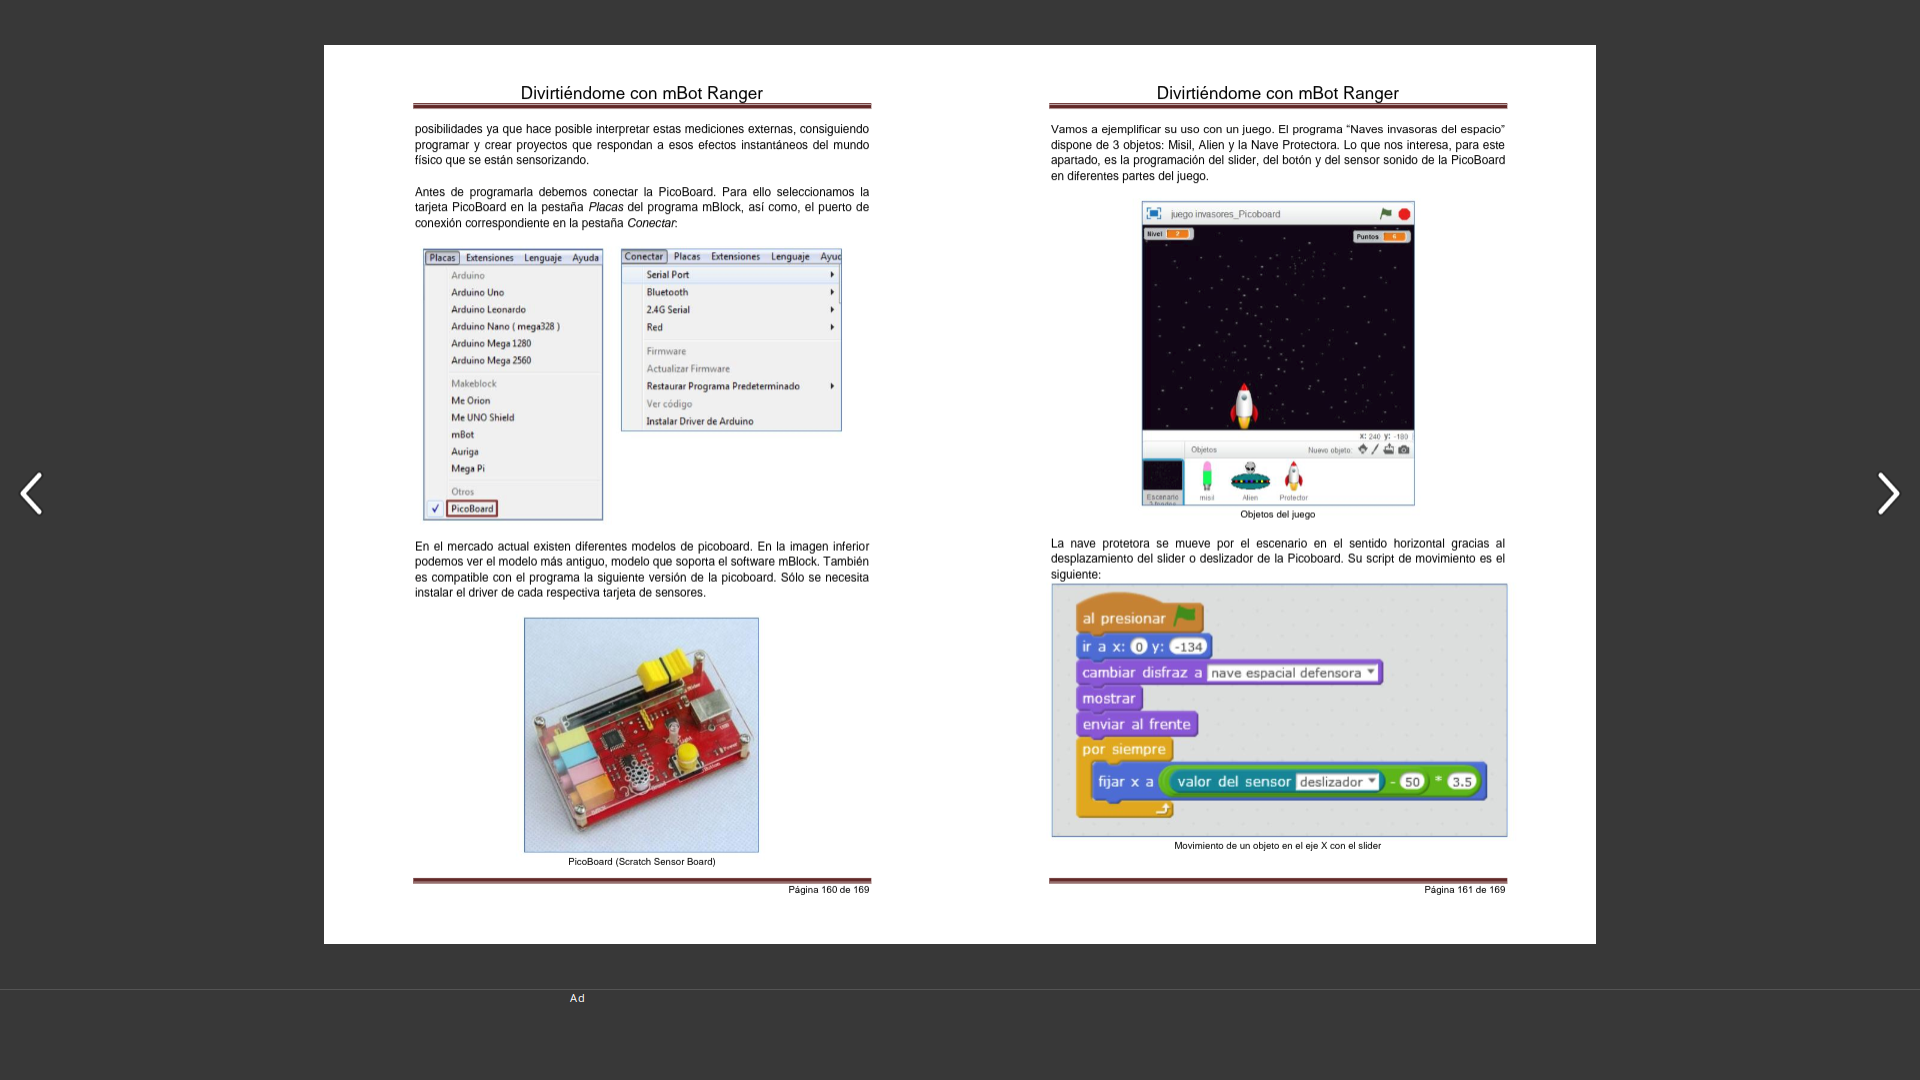 Divirtiéndome con mBot Ranger
posibilidades ya que hace posible interpretar estas mediciones externas, consiguiendo
programar y crear proyectos que respondan a esos efectos instantáneos del mundo
físico que se están sensorizando.
Antes de programarla debemos conectar la PicoBoard. Para ello seleccionamos la
tarjeta PicoBoard en la pestaña Placas del programa mBlock, así como, el puerto de
conexión correspondiente en la pestaña Conectar:
Placas Extensiones Lenguaje Ayuda
Arduino
Arduino Uno
Arduino Leonardo
Arduino Nano ( mega328 )
Arduino Mega 1280
Arduino Mega 2560
Makeblock
Me Orion
Me UNO Shield
mBot
Auriga
Mega Pi
Otros
PicoBoard
Conectar Placas Extensiones Lenguaje Ayuc
Serial Port
Bluetooth
2.4G Serial
Red
Firmware
Actualizar Firmware
Restaurar Programa Predeterminado
Ver código
Instalar Driver de Arduino
En el mercado actual existen diferentes modelos de picoboard. En la imagen inferior
podemos ver el modelo más antiguo, modelo que soporta el software mBlock. También
es compatible con el programa la siguiente versión de la picoboard. Sólo se necesita
instalar el driver de cada respectiva tarjeta de sensores.
PicoBoard (Scratch Sensor Board)
Página 160 de 169
Divirtiéndome con mBot Ranger
Vamos a ejemplificar su uso con un juego. El programa “Naves invasoras del espacio”
dispone de 3 objetos: Misil, Alien y la Nave Protectora. Lo que nos interesa, para este
apartado, es la programación del slider, del botón y del sensor sonido de la PicoBoard
en diferentes partes del juego.
juego invasores_Picoboard
Nivel
Puntos
x: 240 y: -180
Objetos Nuevo objeto:
Escenario
misil Alien Protector
Objetos del juego
La nave protetora se mueve por el escenario en el sentido horizontal gracias al
desplazamiento del slider o deslizador de la Picoboard. Su script de movimiento es el
siguiente:
al presionar
ir a x: 0 y: -134
cambiar disfraz a nave espacial defensora
mostrar
enviar al frente
por siempre
fijar x a valor del sensor deslizador - 50 * 3.5
Movimiento de un objeto en el eje X con el slider
Página 161 de 169
Ad